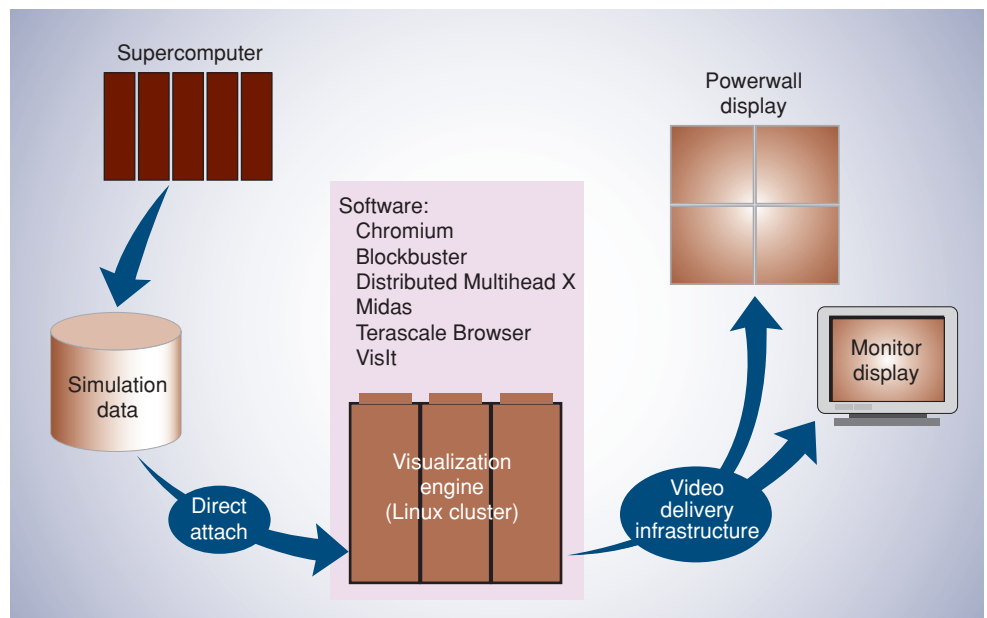 Supercomputer
Simulation
data
Direct
attach
Software:
Chromium
Blockbuster
Distributed Multihead X
Midas
Terascale Browser
VisIt
Visualization
engine
(Linux cluster)
Video
delivery
infrastructure
Powerwall
display
Monitor
display